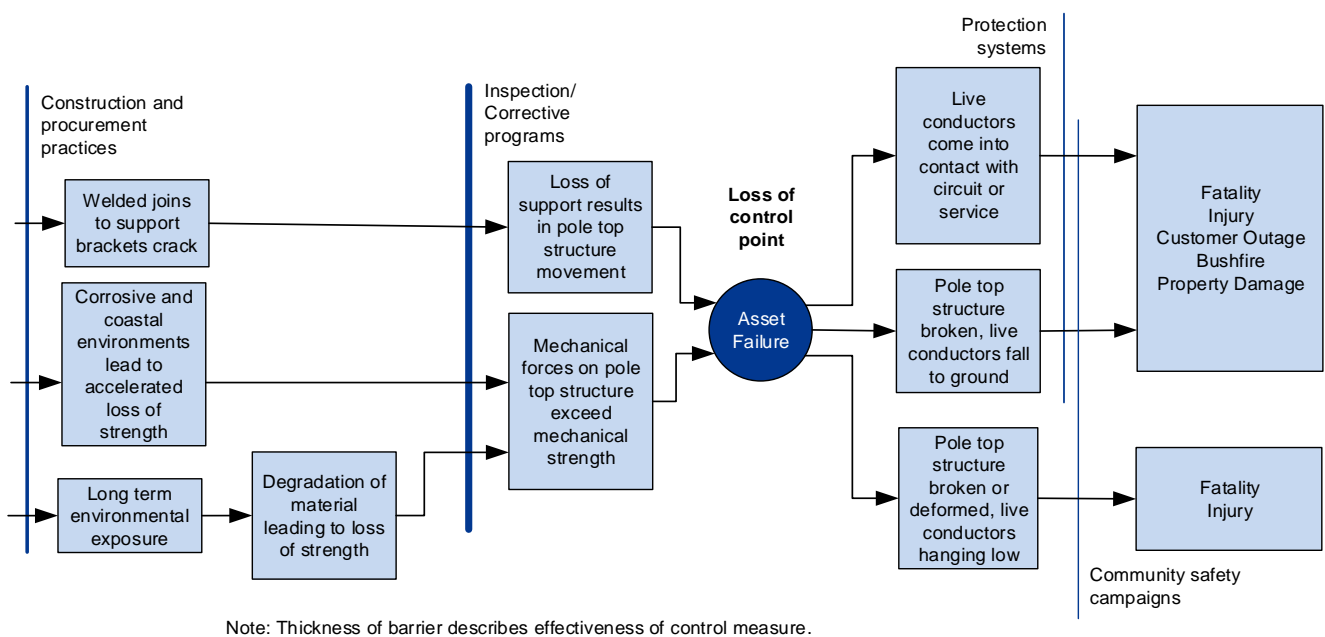 Construction and
procurement
practices
Welded joins
to support
brackets crack
Corrosive and
coastal
environments
lead to
accelerated
loss of
strength
Long term
environmental
exposure
Degradation of
material
leading to loss
of strength
Inspection/
Corrective
programs
Loss of
support results
in pole top
structure
movement
Mechanical
forces on pole
top structure
exceed
mechanical
strength
Loss of
control
point
Asset
Failure
Protection
systems
Live
conductors
come into
contact with
circuit or
service
Pole top
structure
broken, live
conductors fall
to ground
Pole top
structure
broken or
deformed, live
conductors
hanging low
Fatality
Injury
Customer Outage
Bushfire
Property Damage
Fatality
Injury
Community safety
campaigns
Note: Thickness of barrier describes effectiveness of control measure.